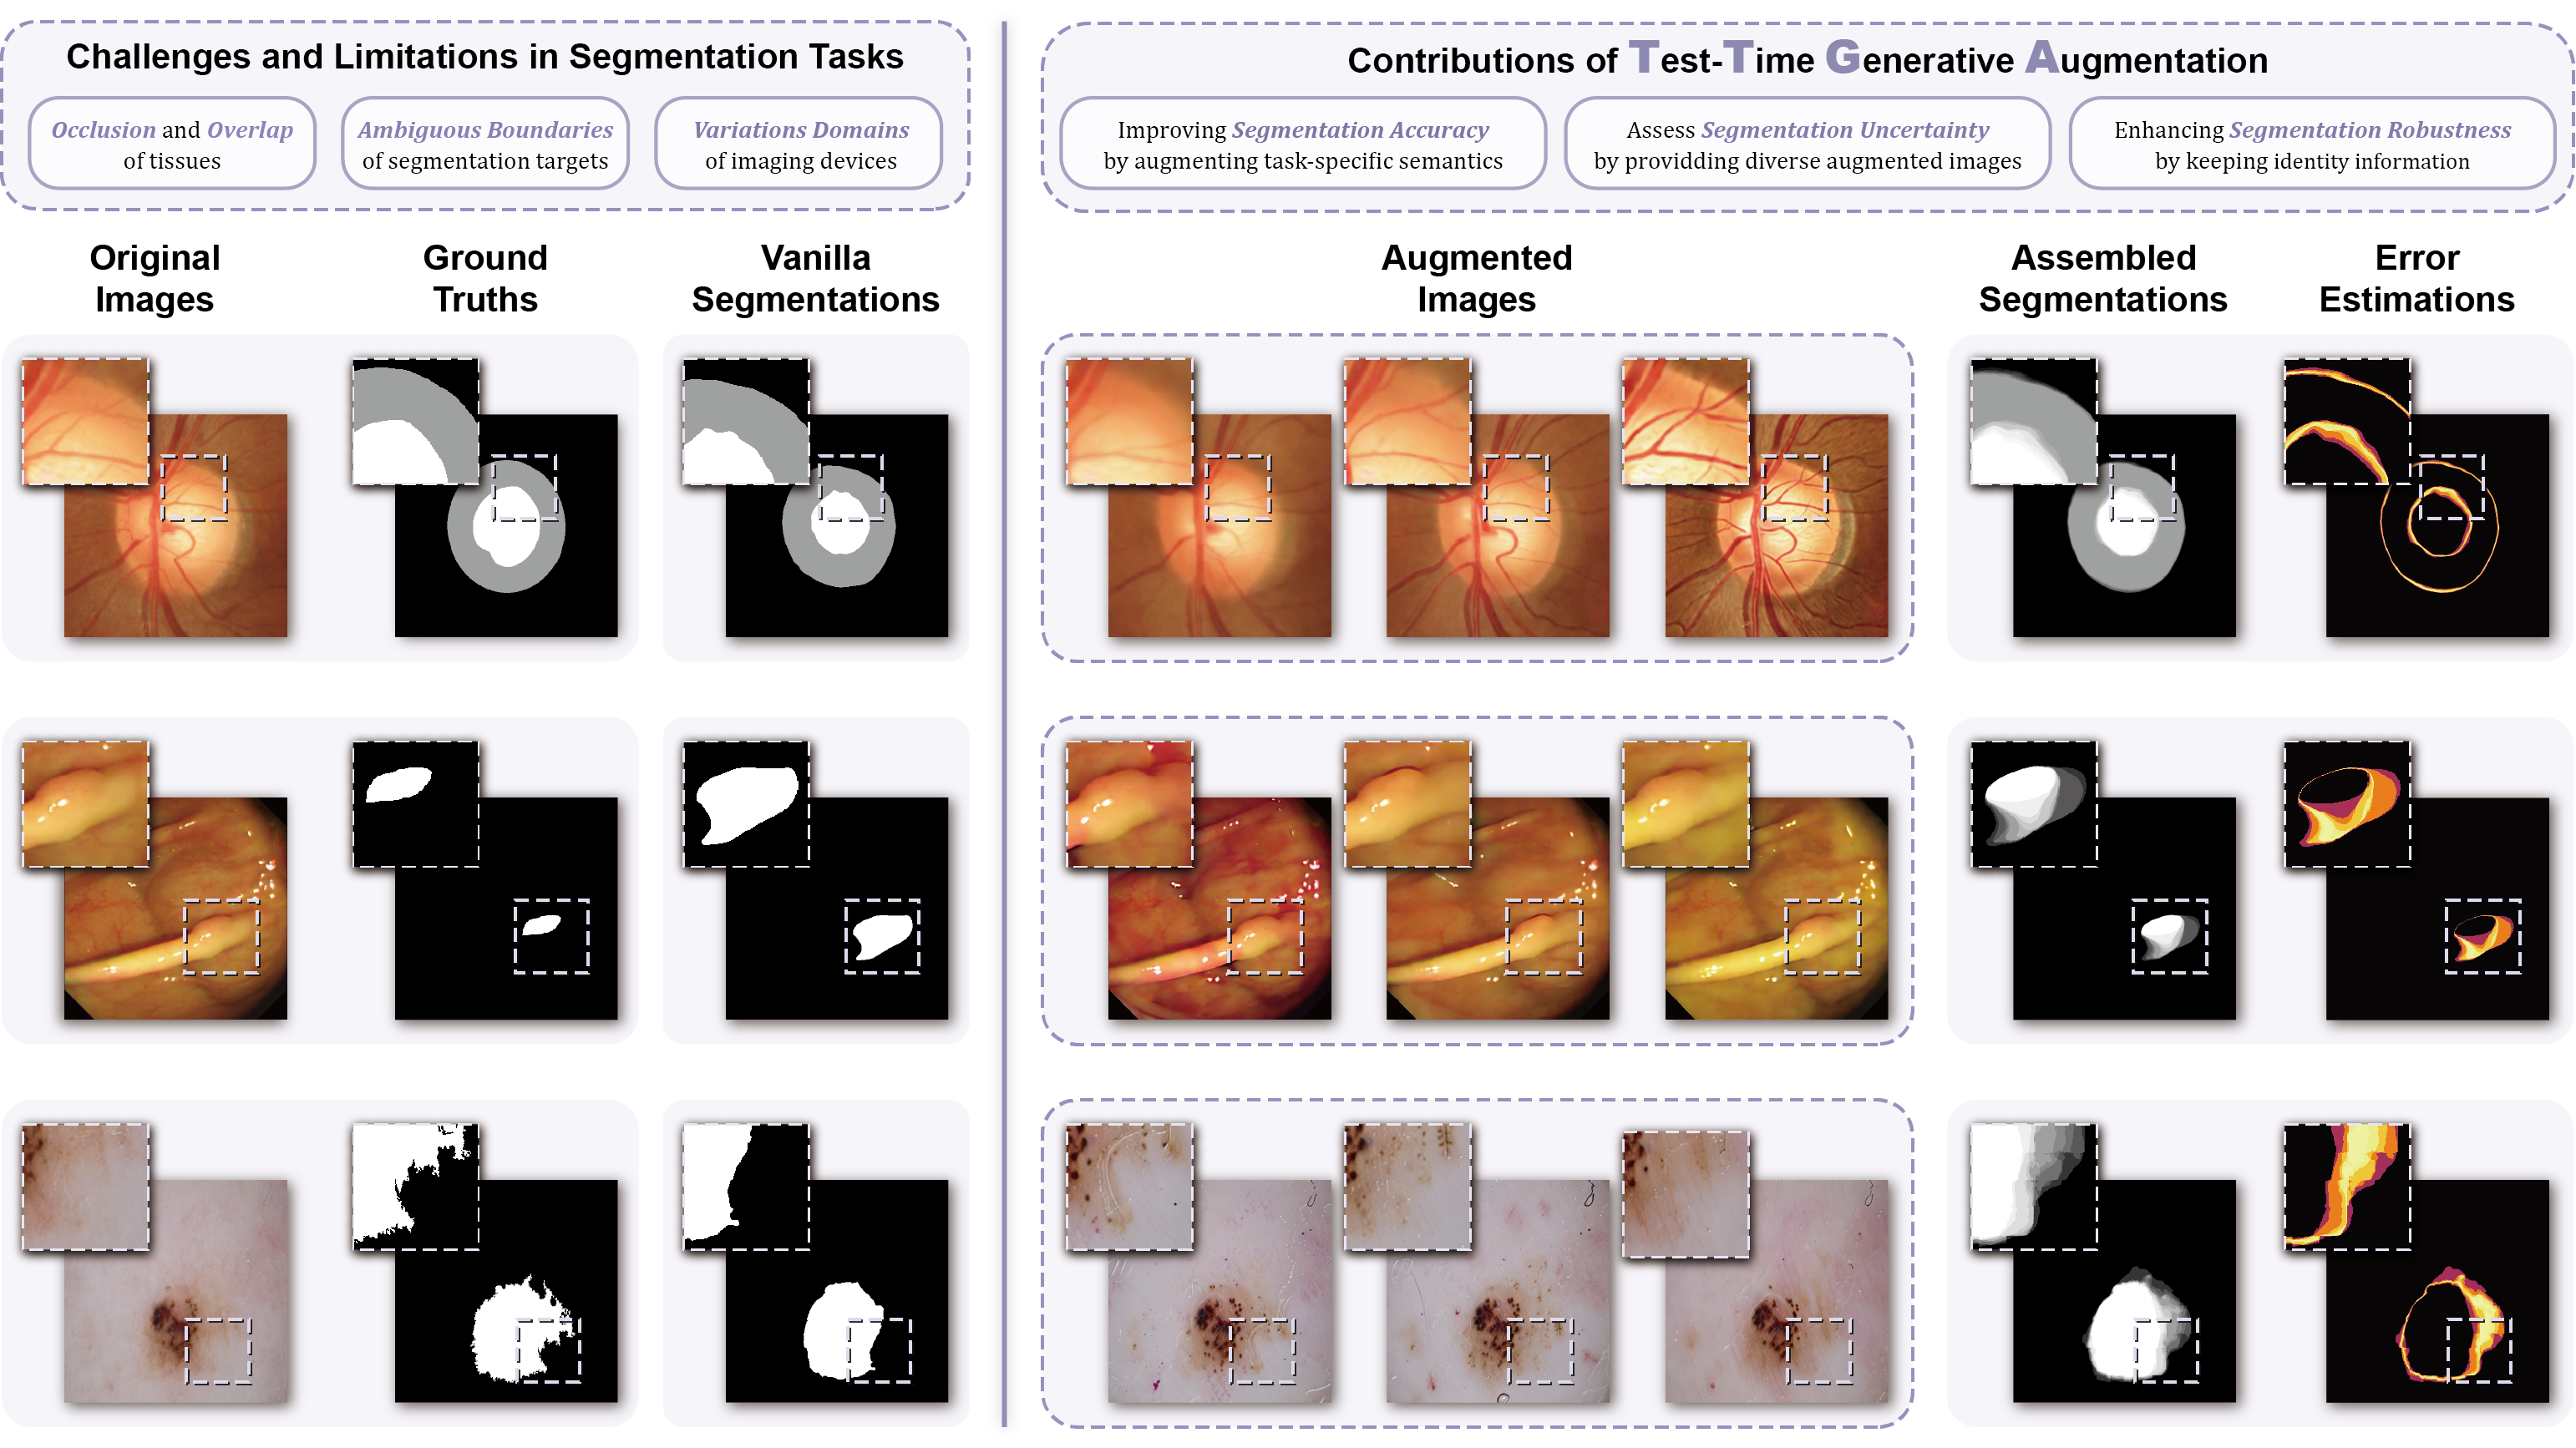 Challenges and Limitations in Segmentation Tasks
Occlusion and Overlap
of tissues
Ambiguous Boundaries
of segmentation targets
Variations Domains
of imaging devices
Contributions of Test-Time Generative Augmentation
Improving Segmentation Accuracy
by augmenting task-specific semantics
Assess Segmentation Uncertainty
by providding diverse augmented images
Enhancing Segmentation Robustness
by keeping identity information
Original
Images
Ground
Truths
Vanilla
Segmentations
Augmented
Images
Assembled
Segmentations
Error
Estimations